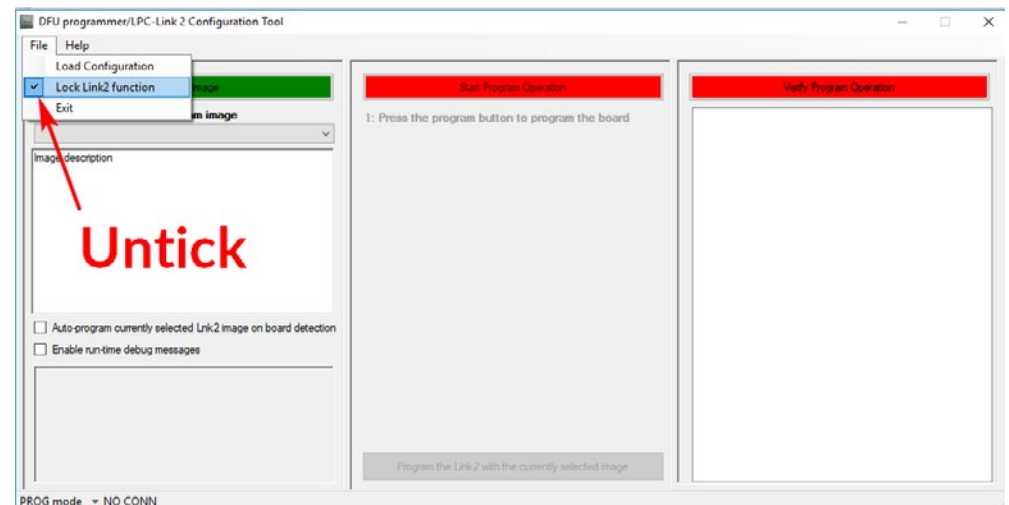 DFU programmer/LPC-Link 2 Configuration Tool
File Help
Load Configuration
Lock Link2 function
Exit
mage
m image
Image description
Untick
Auto-program currently selected Lnk2 image on board detection
Enable run-time debug messages
Start Program Operation
1: Press the program button to program the board
Program the Link2 with the currently selected image
Verify Program Operation
PROG mode NO CONN